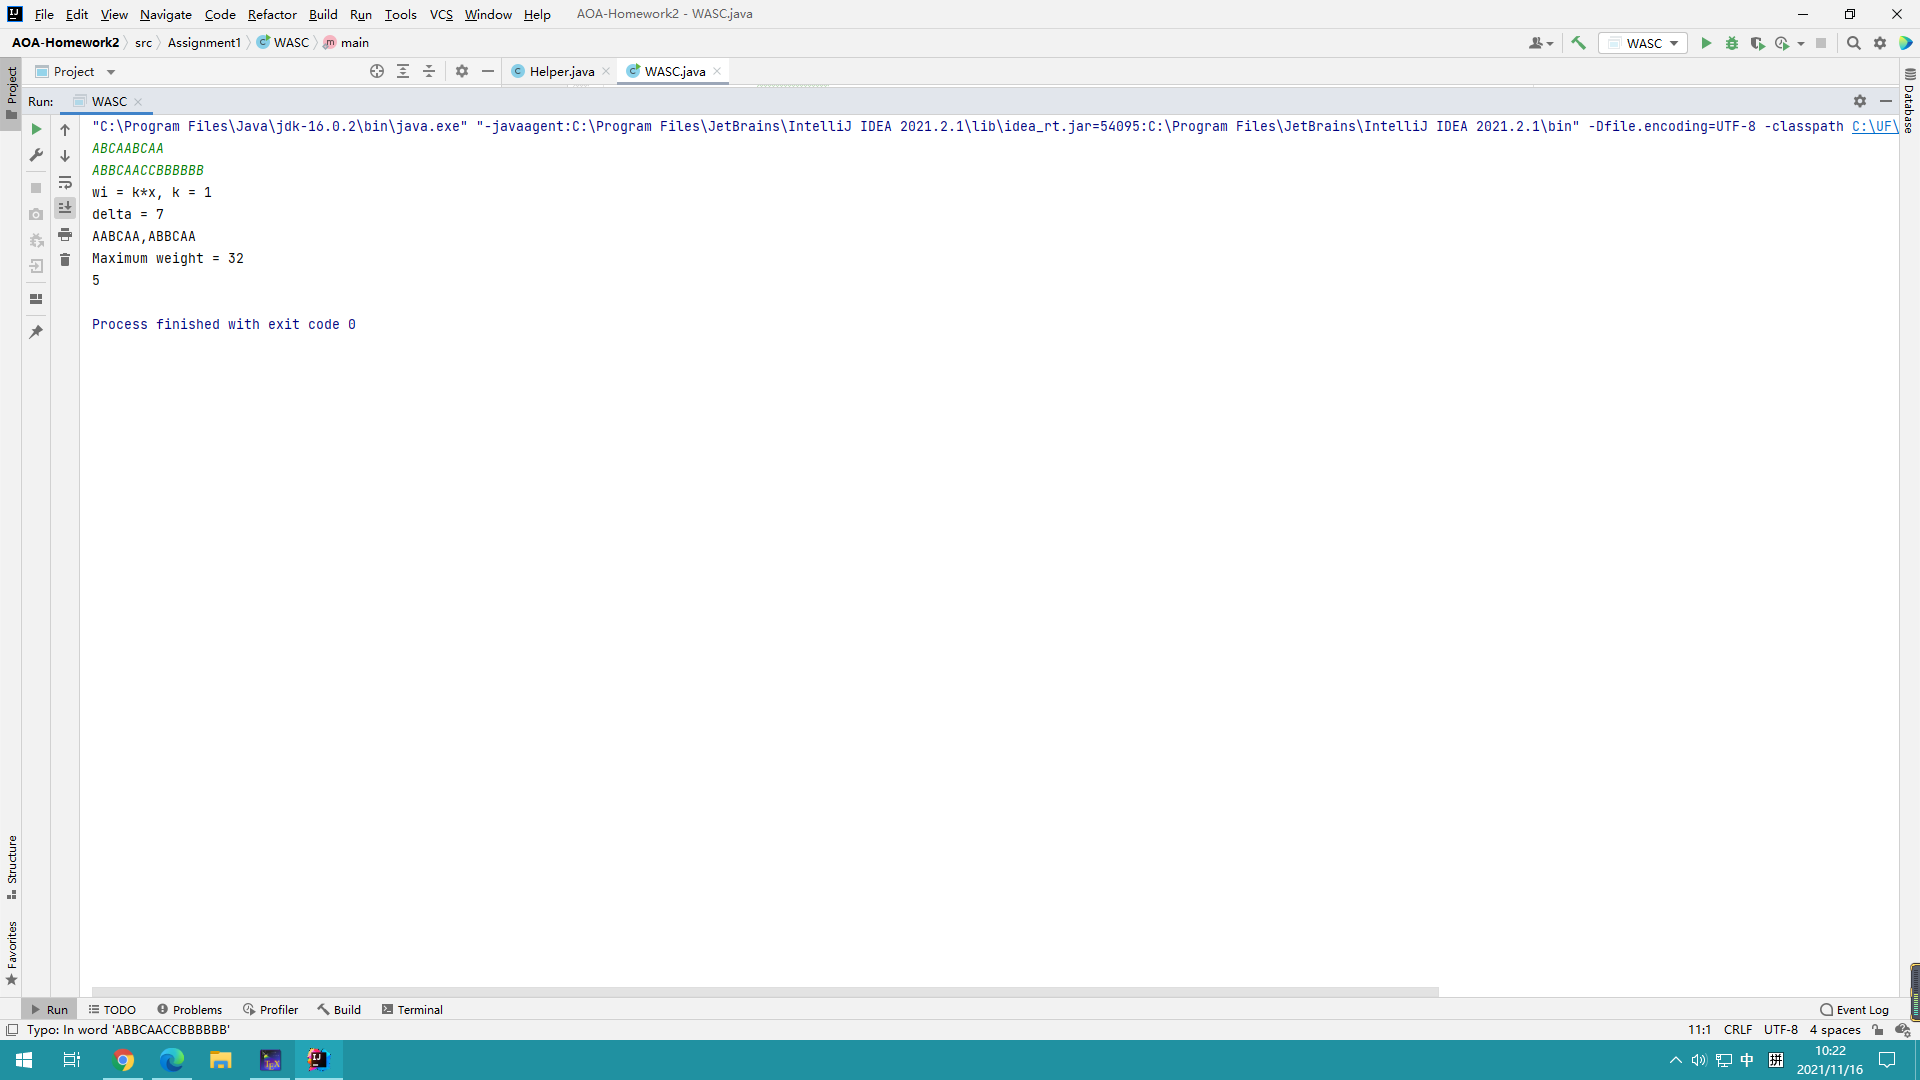 File Edit View Navigate Code Refactor Build Run Tools VCS Window Help AOA-Homework2 - WASC.java
AOA-Homework2 src Assignment1 WASC main WASC
Project Helper.java WASC.java
Project
Database
Run: WASC
"C:\Program Files\Java\jdk-16.0.2\bin\java.exe" "-javaagent:C:\Program Files\JetBrains\IntelliJ IDEA 2021.2.1\lib\idea_rt.jar=54095:C:\Program Files\JetBrains\IntelliJ IDEA 2021.2.1\bin" -Dfile.encoding=UTF-8 -classpath C:\UF\
ABCAABCAA
ABBCAACCBBBBBB
wi = k*x, k = 1
delta = 7
AABCAA,ABBCAA
Maximum weight = 32
5
Process finished with exit code 0
Structure
Favorites
Run TODO Problems Profiler Build Terminal Event Log
Typo: In word 'ABBCAACCBBBBBB' 11:1 CRLF UTF-8 4 spaces
中 拼 10:22
2021/11/16